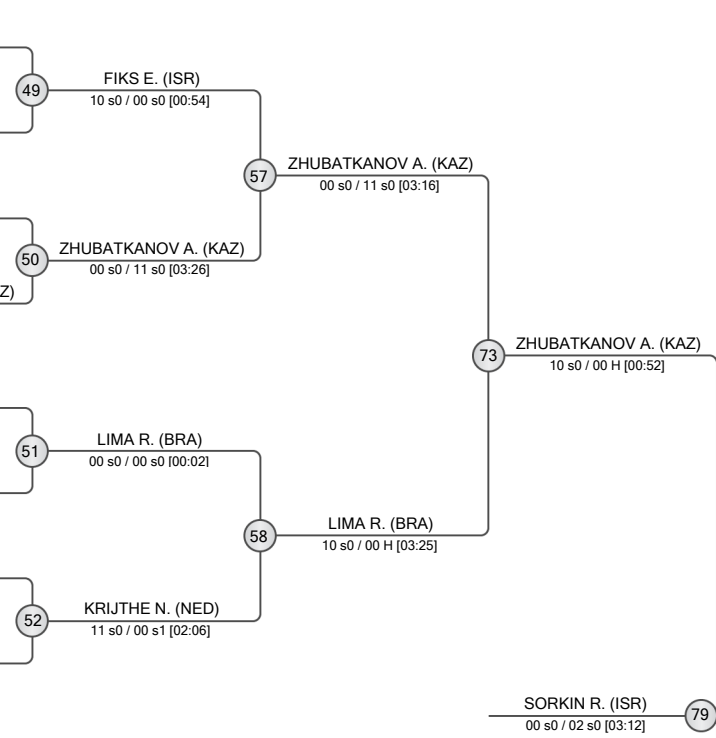 FIKS E. (ISR)
49
10 s0 / 00 s0 [00:54]
ZHUBATKANOV A. (KAZ)
57
00 s0 / 11 s0 [03:16]
ZHUBATKANOV A. (KAZ)
50
00 s0 / 11 s0 [03:26]
Z)
ZHUBATKANOV A. (KAZ)
73
10 s0 / 00 H [00:52]
LIMA R. (BRA)
51
00 s0 / 00 s0 [00:02]
LIMA R. (BRA)
58
10 s0 / 00 H [03:25]
KRIJTHE N. (NED)
52
11 s0 / 00 s1 [02:06]
SORKIN R. (ISR)
79
00 s0 / 02 s0 [03:12]